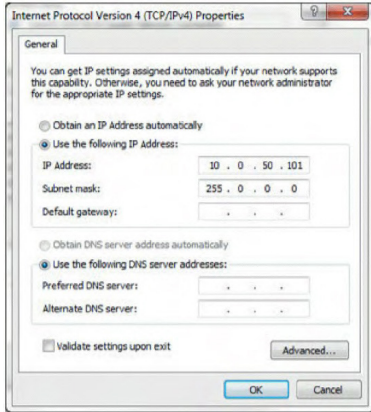 Internet Protocol Version 4 (TCP/IPv4) Properties
General
You can get IP settings assigned automatically if your network supports
this capability. Otherwise, you need to ask your network administrator
for the appropriate IP settings.
Obtain an IP Address automatically
Use the following IP Address:
IP Address: 10 . 0 . 50 . 101
Subnet mask: 255 . 0 . 0 . 0
Default gateway: . . .
Obtain DNS server address automatically
Use the following DNS server addresses:
Preferred DNS server: . . .
Alternate DNS server: . . .
Validate settings upon exit
Advanced...
OK Cancel